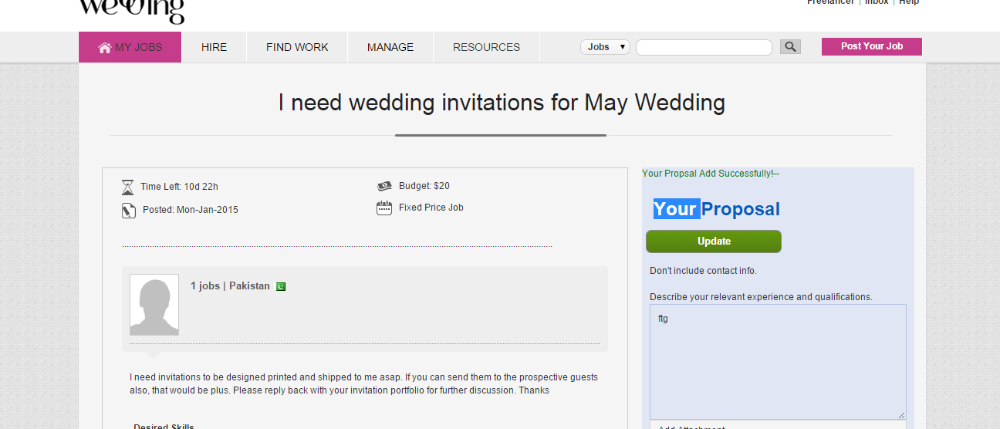 wedding
Freelancer | Inbox | Help
MY JOBS HIRE FIND WORK MANAGE RESOURCES Jobs Post Your Job
I need wedding invitations for May Wedding
Time Left: 10d 22h Budget: $20
Posted: Mon-Jan-2015 Fixed Price Job
1 jobs | Pakistan
I need invitations to be designed printed and shipped to me asap. If you can send them to the prospective guests
also, that would be plus. Please reply back with your invitation portfolio for further discussion. Thanks
Desired Skills
Your Propsal Add Successfully!--
Your Proposal
Update
Don't include contact info.
Describe your relevant experience and qualifications.
ftg
Add Attachment